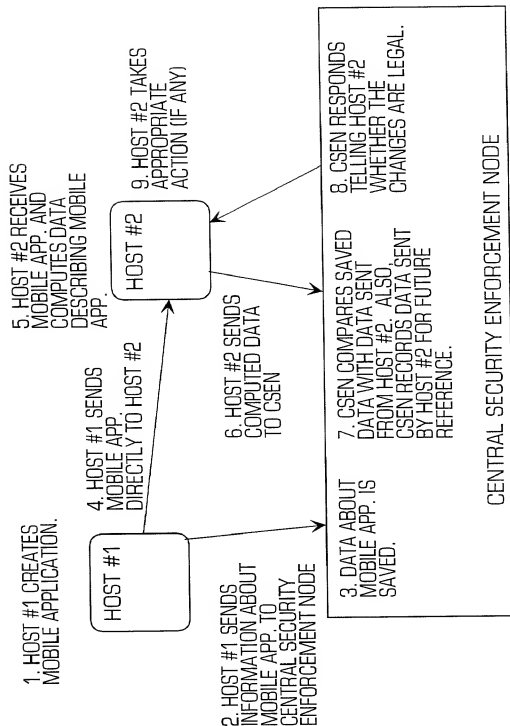 1. HOST #1 CREATES
MOBILE APPLICATION.
HOST #1
2. HOST #1 SENDS
INFORMATION ABOUT
MOBILE APP. TO
CENTRAL SECURITY
ENFORCEMENT NODE
3. DATA ABOUT
MOBILE APP. IS
SAVED.
4. HOST #1 SENDS
MOBILE APP.
DIRECTLY TO HOST #2
5. HOST #2 RECEIVES
MOBILE APP. AND
COMPUTES DATA
DESCRIBING MOBILE
APP.
HOST #2
6. HOST #2 SENDS
COMPUTED DATA
TO CSEN
7. CSEN COMPARES SAVED
DATA WITH DATA SENT
FROM HOST #2. ALSO,
CSEN RECORDS DATA SENT
BY HOST #2 FOR FUTURE
REFERENCE.
8. CSEN RESPONDS
TELLING HOST #2
WHETHER THE
CHANGES ARE LEGAL.
9. HOST #2 TAKES
APPROPRIATE
ACTION (IF ANY)
CENTRAL SECURITY ENFORCEMENT NODE